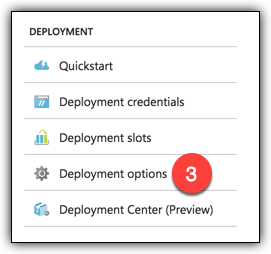 DEPLOYMENT
Quickstart
Deployment credentials
Deployment slots
Deployment options 3
Deployment Center (Preview)